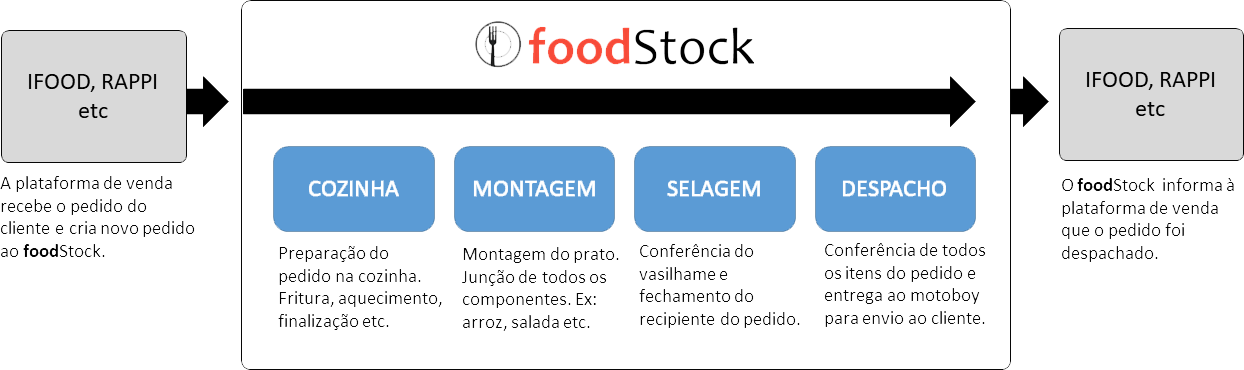 foodStock
IFOOD, RAPPI
etc
A plataforma de venda
recebe o pedido do
cliente e cria novo pedido
ao foodStock.
COZINHA
Preparação do
pedido na cozinha.
Fritura, aquecimento,
finalização etc.
MONTAGEM
Montagem do prato.
Junção de todos os
componentes. Ex:
arroz, salada etc.
SELAGEM
Conferência do
vasilhame e
fechamento do
recipiente do pedido.
DESPACHO
Conferência de todos
os itens do pedido e
entrega ao motoboy
para envio ao cliente.
IFOOD, RAPPI
etc
O foodStock informa à
plataforma de venda
que o pedido foi
despachado.